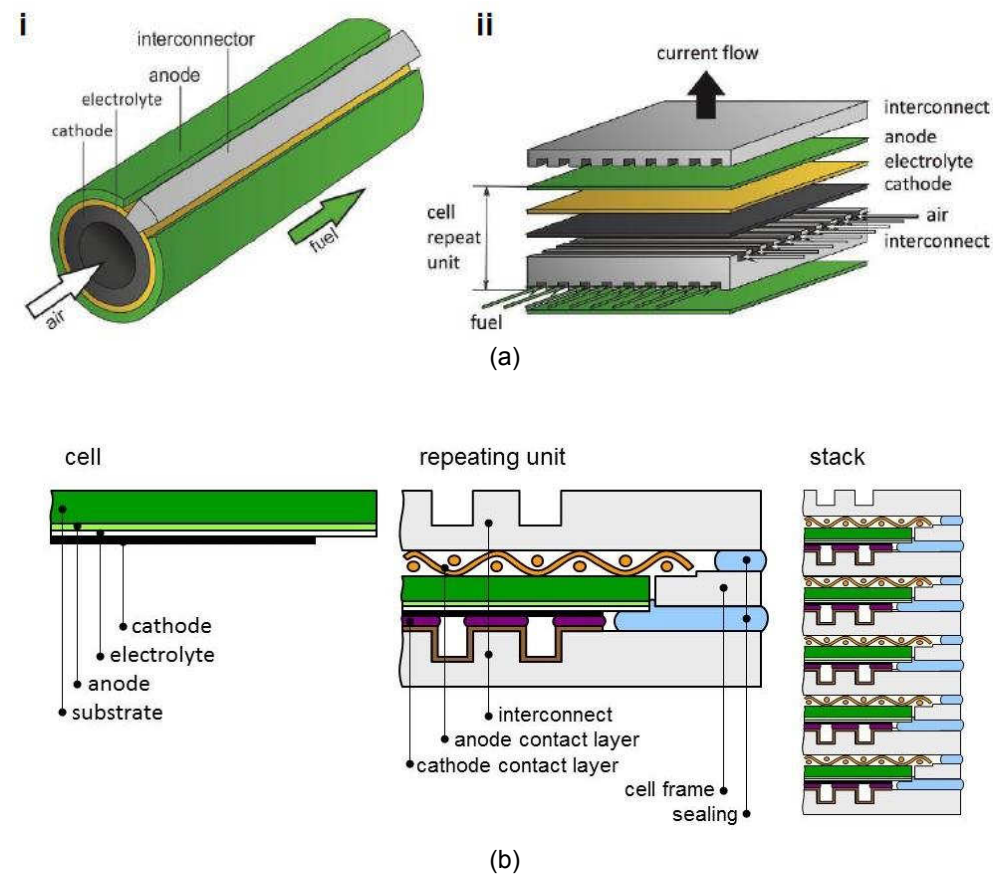 i
interconnector
anode
electrolyte
cathode
air
fuel
ii
current flow
interconnect
anode
electrolyte
cathode
air
interconnect
cell
repeat
unit
fuel
(a)
cell
cathode
electrolyte
anode
substrate
repeating unit
interconnect
anode contact layer
cathode contact layer
cell frame
sealing
stack
(b)